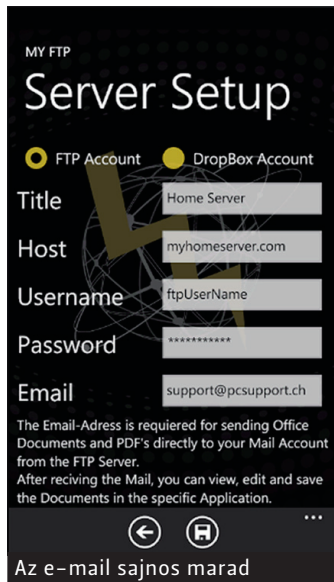 MY FTP
Server Setup
FTP Account DropBox Account
Title Home Server
Host myhomeserver.com
Username ftpUserName
Password ***********
Email support@pcsupport.ch
The Email-Adress is requiered for sending Office
Documents and PDF's directly to your Mail Account
from the FTP Server.
After reciving the Mail, you can view, edit and save
the Documents in the specific Application.
Az e-mail sajnos marad